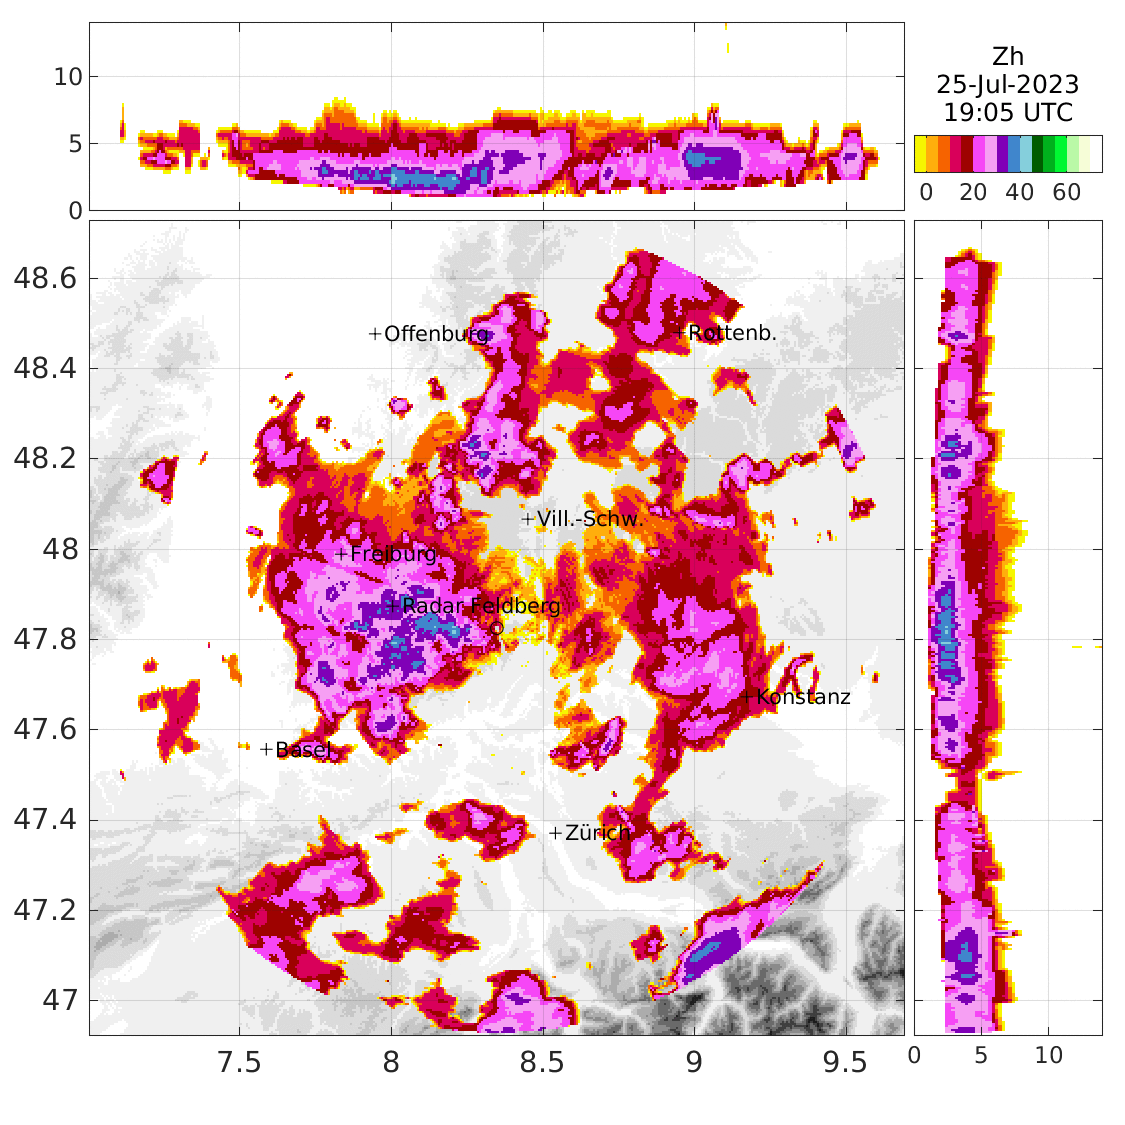 10
5
0
Zh
25-Jul-2023
19:05 UTC
0 20 40 60
48.6
48.4
48.2
48
47.8
47.6
47.4
47.2
47
+Offenburg
+Rottenb.
+Vill.-Schw.
+Freiburg
+Radar Feldberg
+Konstanz
+Basel
+Zürich
7.5 8 8.5 9 9.5
0 5 10